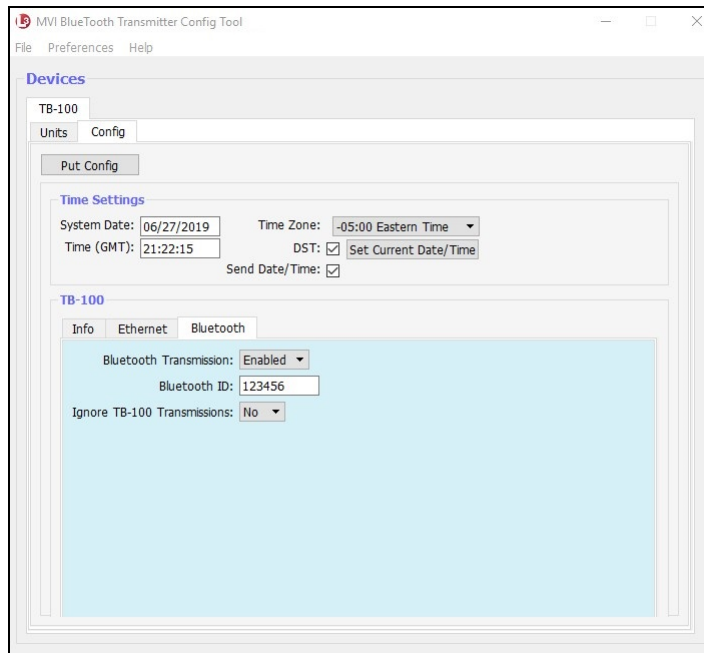 MVI BlueTooth Transmitter Config Tool
File Preferences Help
Devices
TB-100
Units Config
Put Config
Time Settings
System Date: 06/27/2019 Time Zone: -05:00 Eastern Time
Time (GMT): 21:22:15 DST: Set Current Date/Time
Send Date/Time:
TB-100
Info Ethernet Bluetooth
Bluetooth Transmission: Enabled
Bluetooth ID: 123456
Ignore TB-100 Transmissions: No